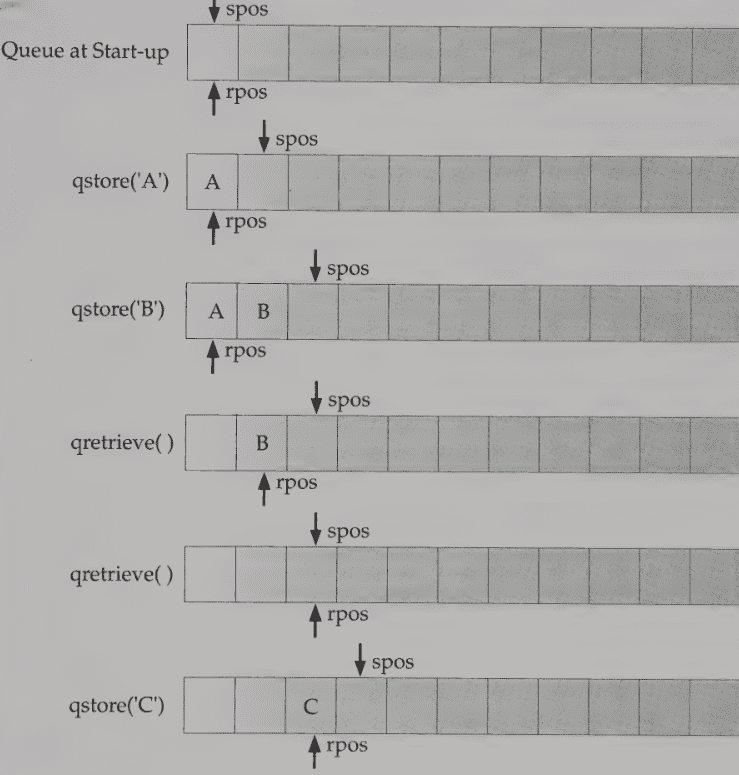 spos
Queue at Start-up
rpos
spos
qstore('A') A
rpos
spos
qstore('B') A B
rpos
spos
qretrieve( ) B
rpos
spos
qretrieve( )
rpos
spos
qstore('C') C
rpos